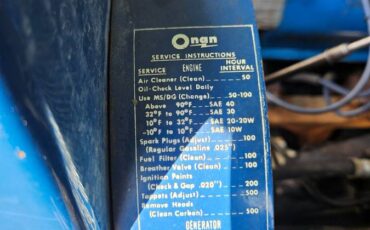 Onan
SERVICE INSTRUCTIONS
SERVICE ENGINE HOUR INTERVAL
Air Cleaner (Clean) 50
Oil-Check Level Daily
Use MS/DG (Change) 50-100
Above 90°F SAE 40
32°F to 90°F SAE 30
10°F to 32°F SAE 20-20W
-10°F to 10°F SAE 10W
Spark Plugs (Adjust) 100
(Regular Gasoline .025")
Fuel Filter (Clean) 100
Breather Valve (Clean) 100
Ignition Points
(Check & Gap .020") 200
Tappets (Adjust) 500
Remove Heads
(Clean Carbon) 500
GENERATOR